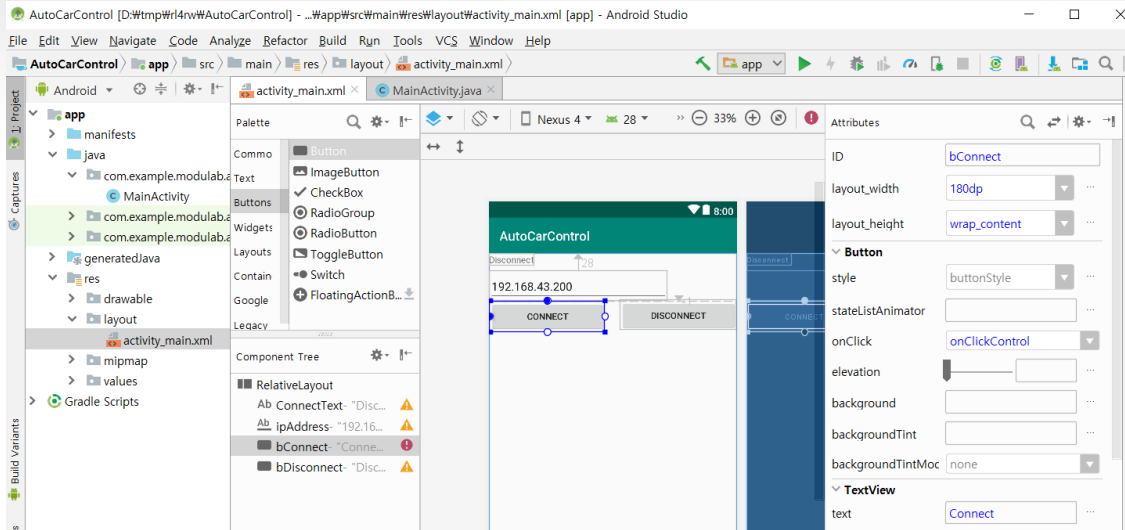 AutoCarControl [D:₩tmp₩rl4rw₩AutoCarControl] - ...₩app₩src₩main₩res₩layout₩activity_main.xml [app] - Android Studio
File Edit View Navigate Code Analyze Refactor Build Run Tools VCS Window Help
AutoCarControl app src main res layout activity_main.xml app
1: Project
Captures
Build Variants
Android
app
manifests
java
com.example.modulab.a
MainActivity
com.example.modulab.a
com.example.modulab.a
generatedJava
res
drawable
layout
activity_main.xml
mipmap
values
Gradle Scripts
activity_main.xml MainActivity.java
Palette
Commo
Text
Buttons
Widgets
Layouts
Contain
Google
Legacy
Button
ImageButton
CheckBox
RadioGroup
RadioButton
ToggleButton
Switch
FloatingActionB...
Component Tree
RelativeLayout
Ab ConnectText- "Disc...
Ab ipAddress- "192.16...
bConnect- "Conne...
bDisconnect- "Disc...
Nexus 4 28 » 33%
8:00
AutoCarControl
Disconnect
28
192.168.43.200
CONNECT DISCONNECT
Disconnect
CONNECT
Attributes
ID bConnect
layout_width 180dp ...
layout_height wrap_content ...
Button
style buttonStyle ...
stateListAnimator ...
onClick onClickControl ...
elevation ...
background ...
backgroundTint ...
backgroundTintMoc none ...
TextView
text Connect ...